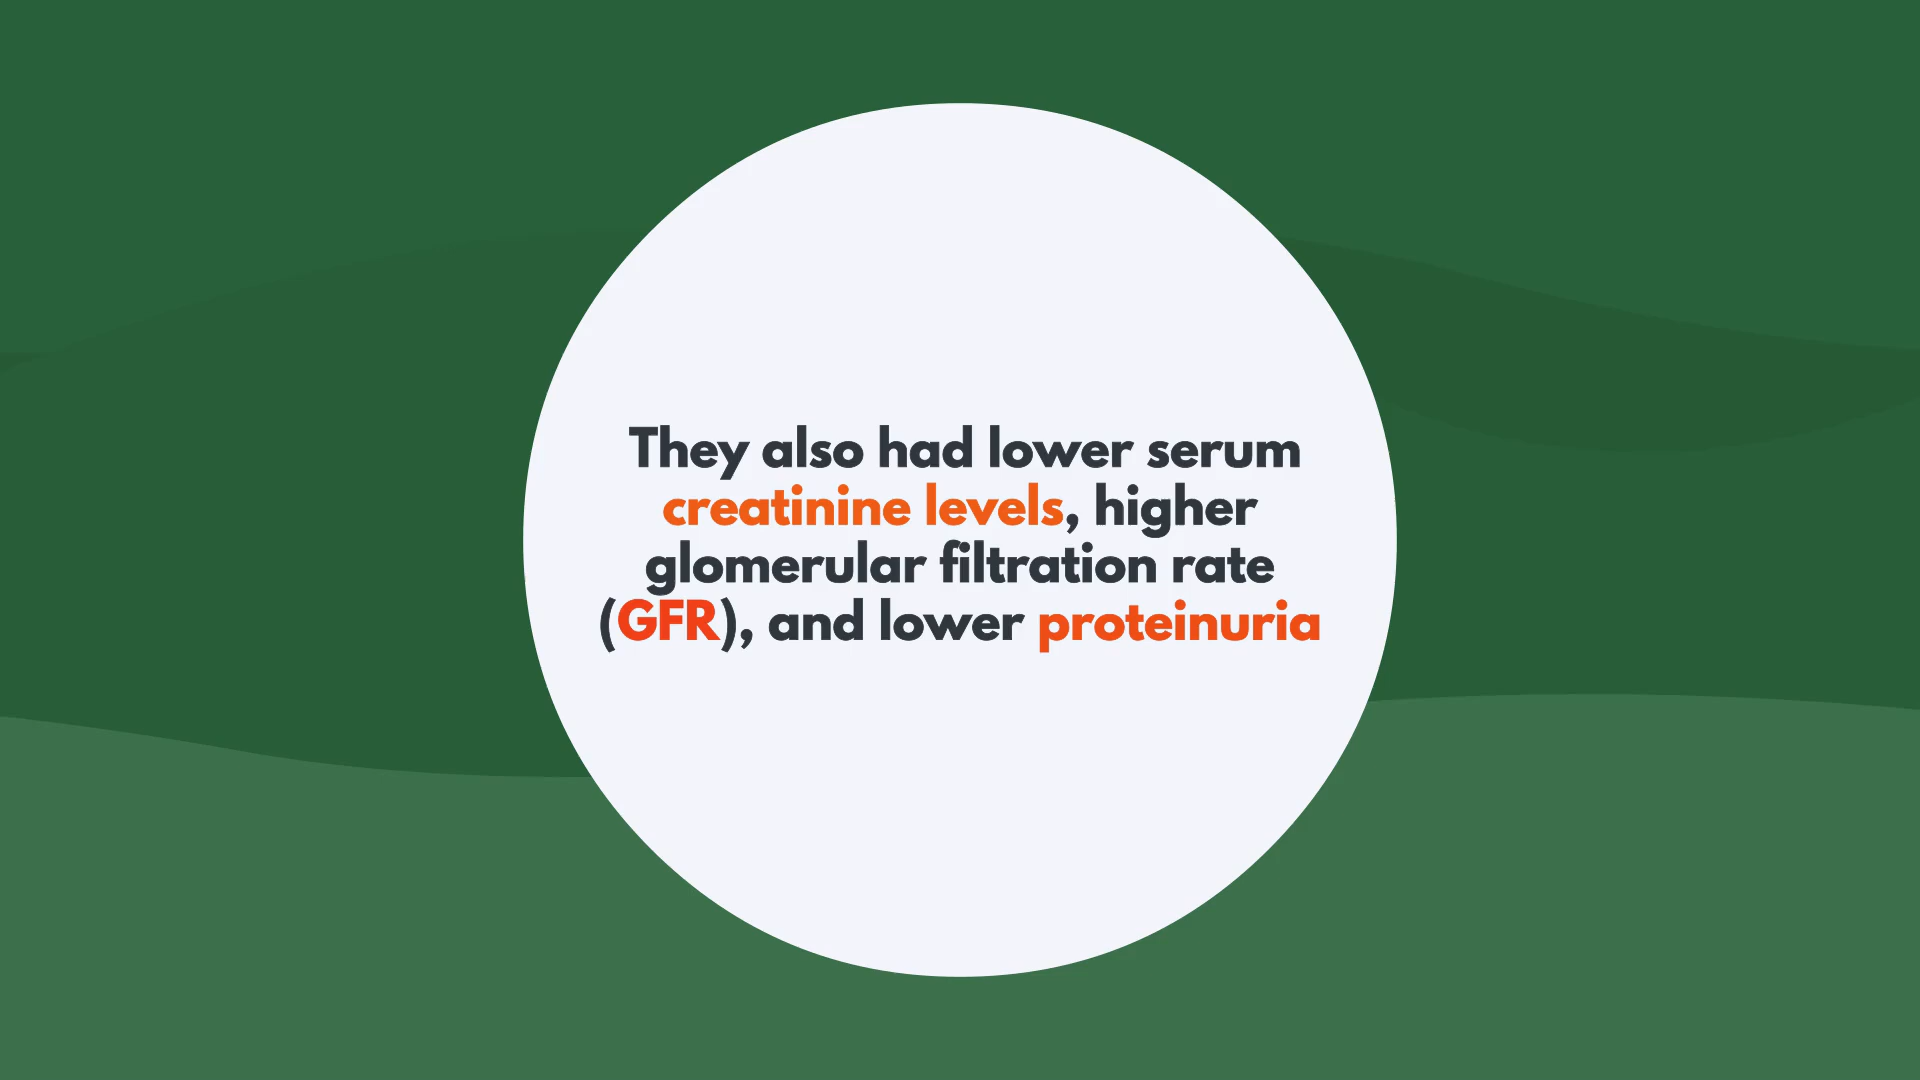 They also had lower serum
creatinine levels, higher
glomerular filtration rate
(GFR), and lower proteinuria